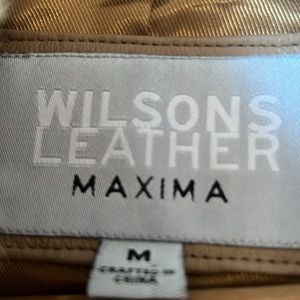 WILSONS
LEATHER
MAXIMA
M
CRAFTED IN
CHINA